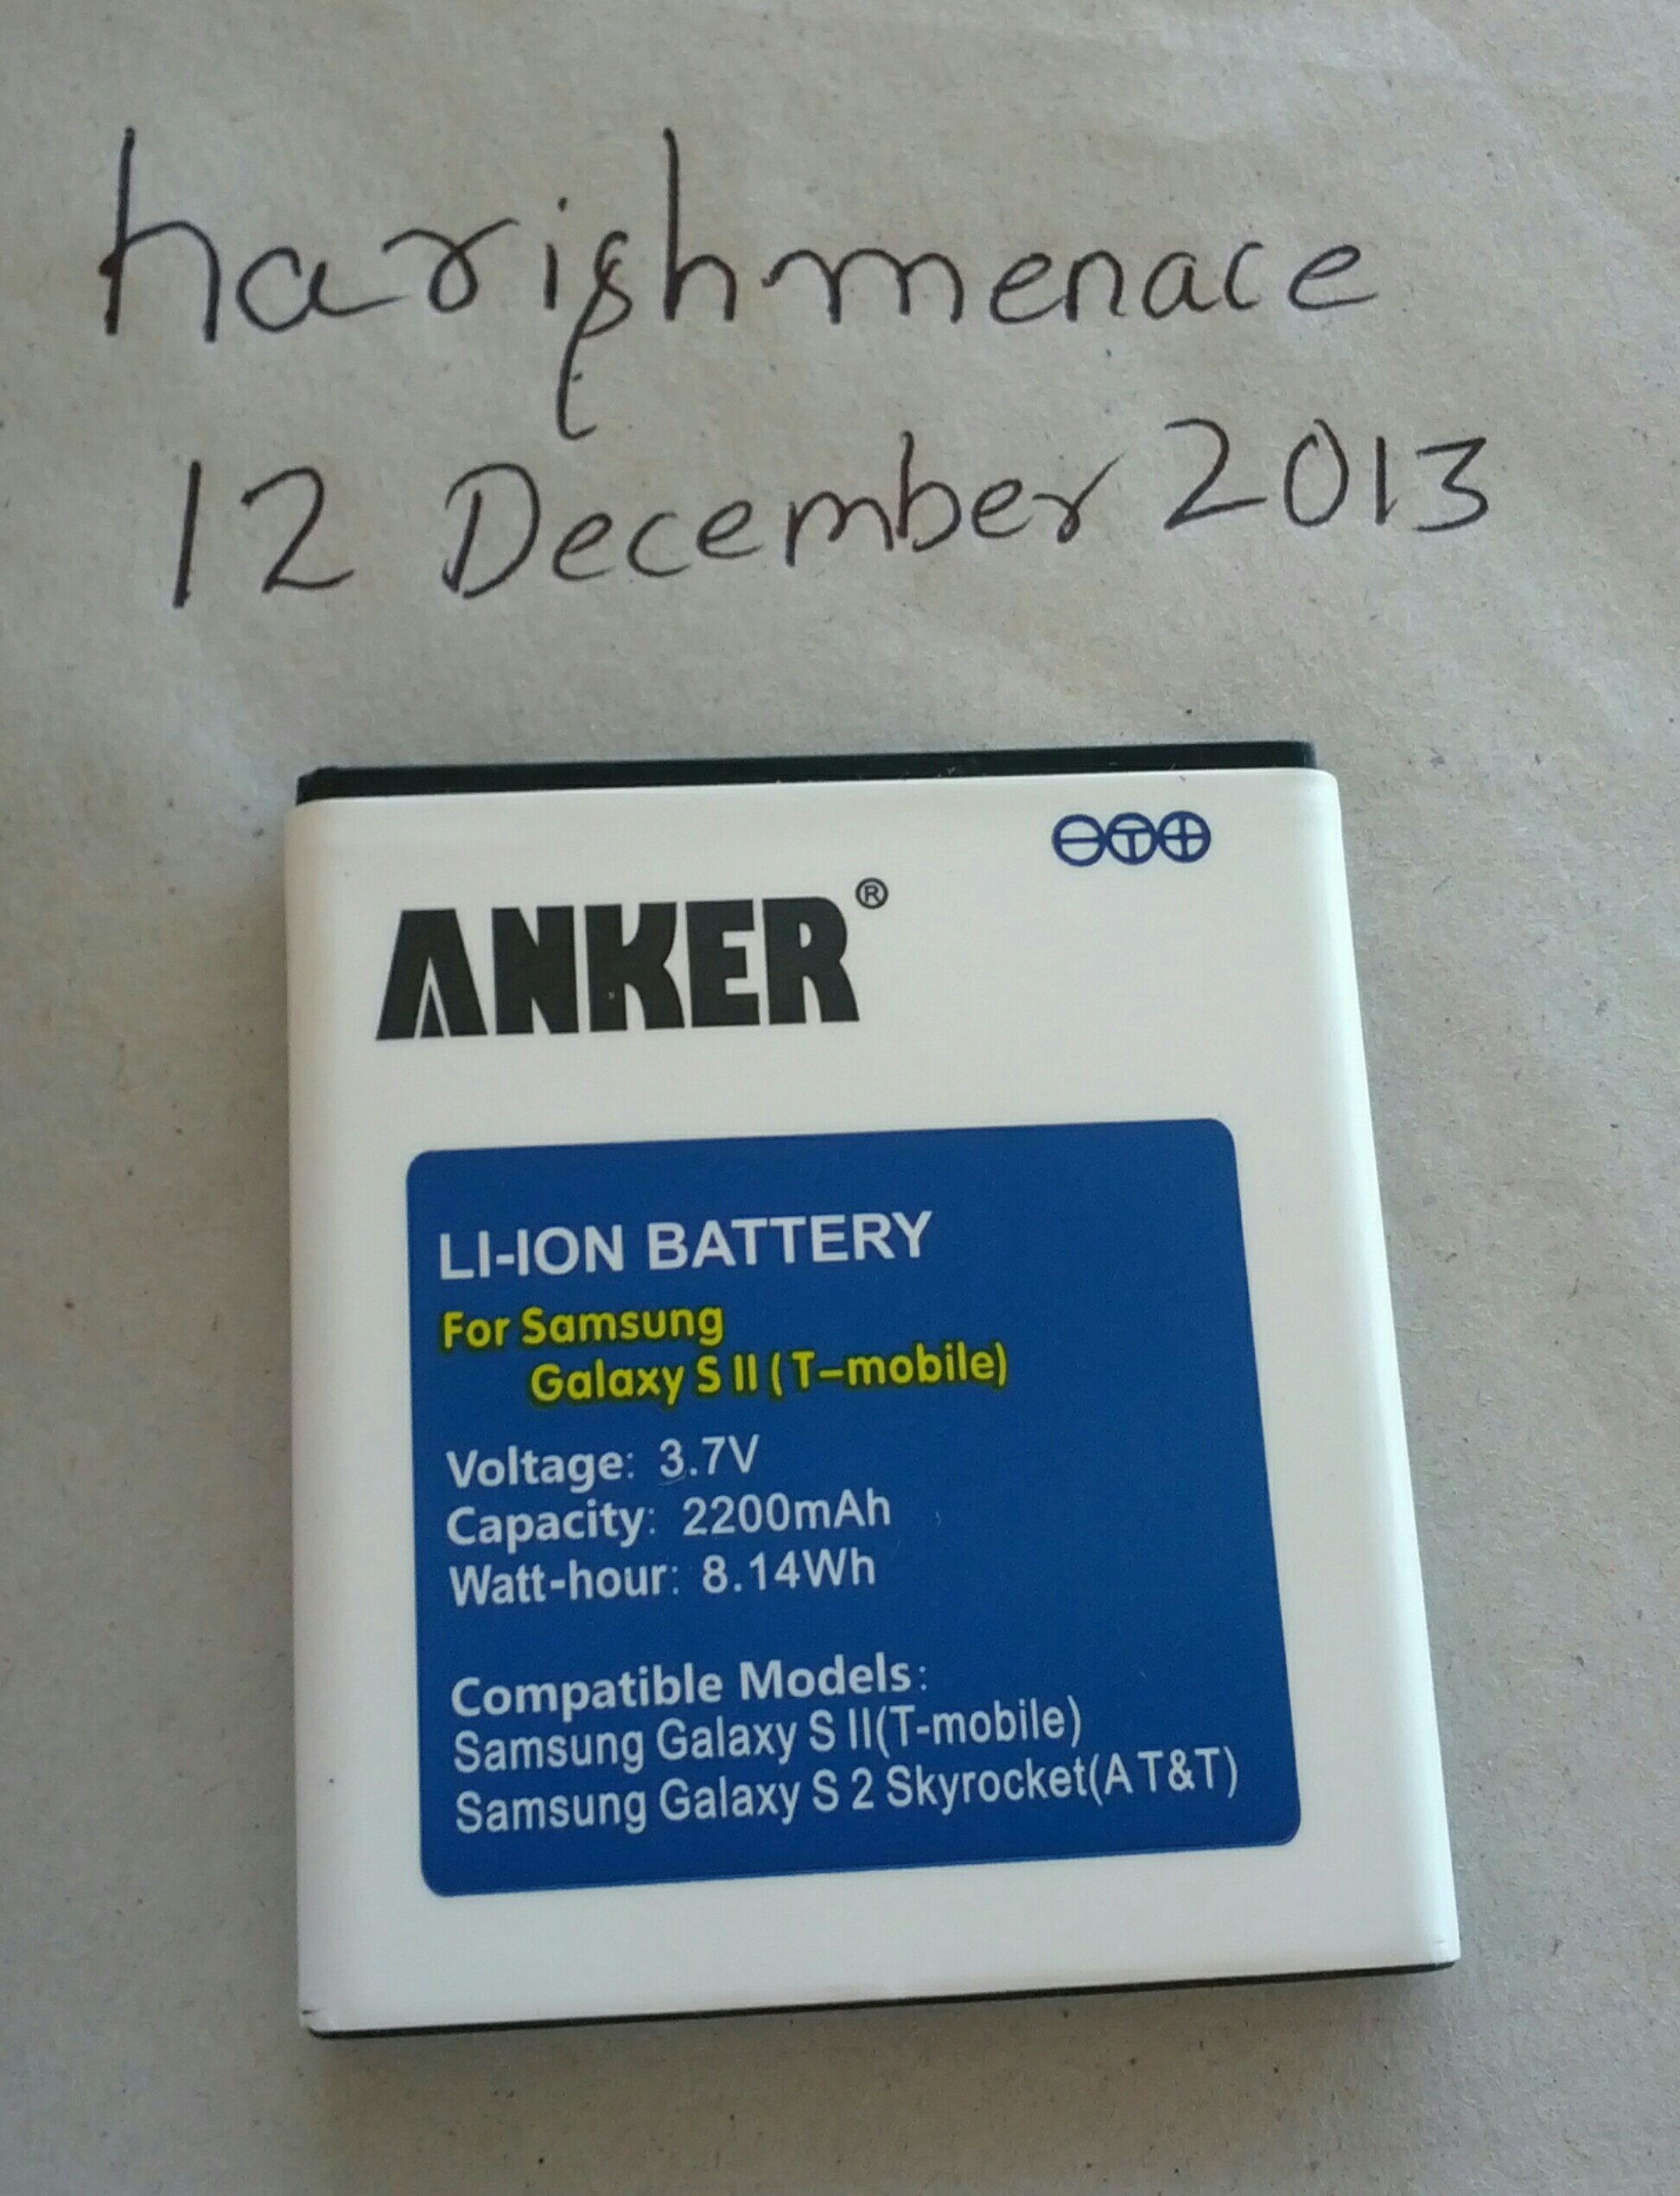 harishmenace
12 December 2013
ANKER®
LI-ION BATTERY
For Samsung
Galaxy S II ( T-mobile)
Voltage: 3.7V
Capacity: 2200mAh
Watt-hour: 8.14Wh
Compatible Models:
Samsung Galaxy S II(T-mobile)
Samsung Galaxy S 2 Skyrocket(AT&T)